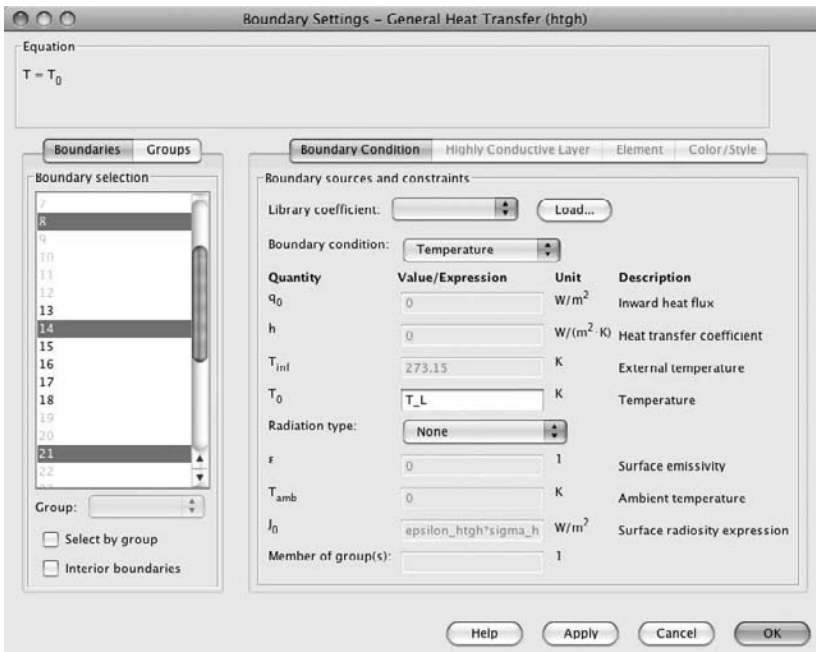 Boundary Settings – General Heat Transfer (htgh)
Equation
T = T0
Boundaries Groups
Boundary selection
7
8
9
10
11
12
13
14
15
16
17
18
19
20
21
22
Group:
Select by group
Interior boundaries
Boundary Condition Highly Conductive Layer Element Color/Style
Boundary sources and constraints
Library coefficient: Load...
Boundary condition: Temperature
Quantity Value/Expression Unit Description
q0 0 W/m2 Inward heat flux
h 0 W/(m2·K) Heat transfer coefficient
Tinf 273.15 K External temperature
T0 T_L K Temperature
Radiation type: None
ε 0 1 Surface emissivity
Tamb 0 K Ambient temperature
J0 epsilon_htgh*sigma_h W/m2 Surface radiosity expression
Member of group(s): 1
Help Apply Cancel OK